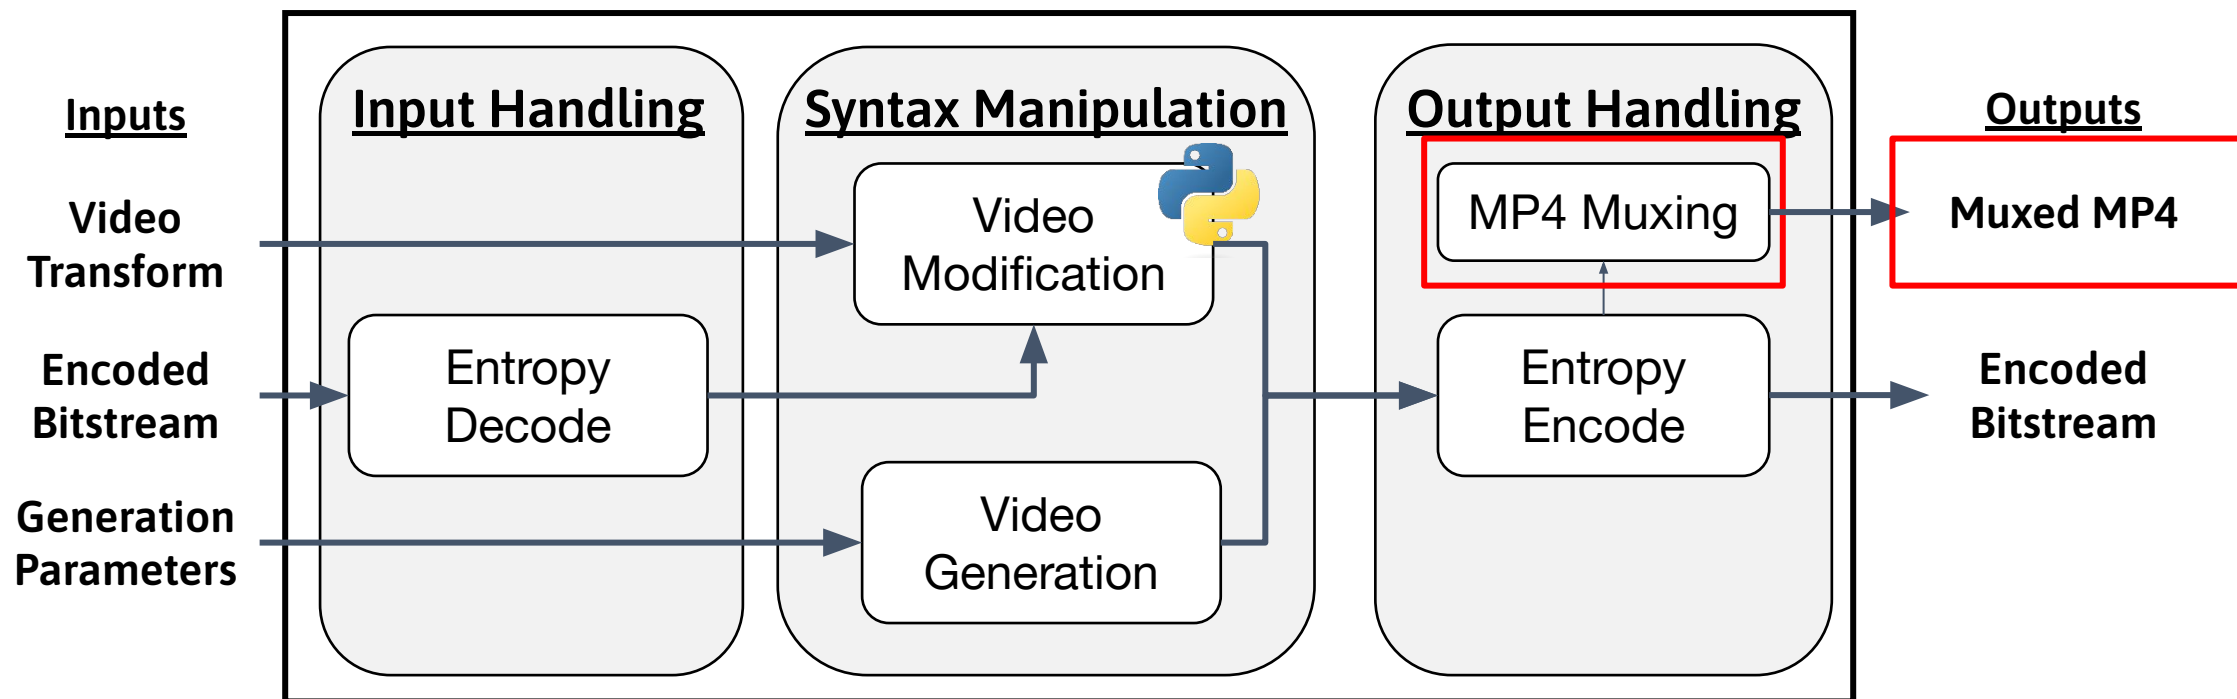 Inputs
Video
Transform
Encoded
Bitstream
Generation
Parameters
Input Handling
Entropy
Decode
Syntax Manipulation
Video
Modification
Video
Generation
Output Handling
MP4 Muxing
Entropy
Encode
Outputs
Muxed MP4
Encoded
Bitstream